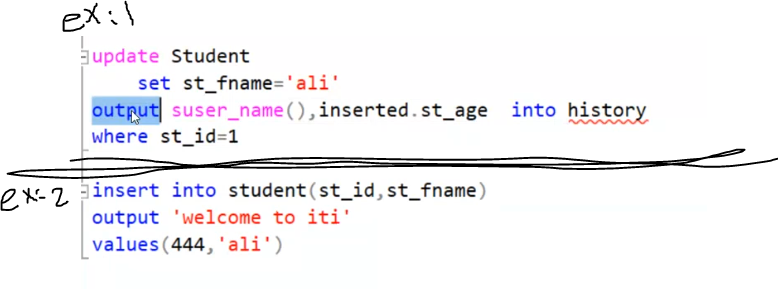 ex:1
update Student
set st_fname='ali'
output suser_name(),inserted.st_age into history
where st_id=1
ex-2
insert into student(st_id,st_fname)
output 'welcome to iti'
values(444,'ali')